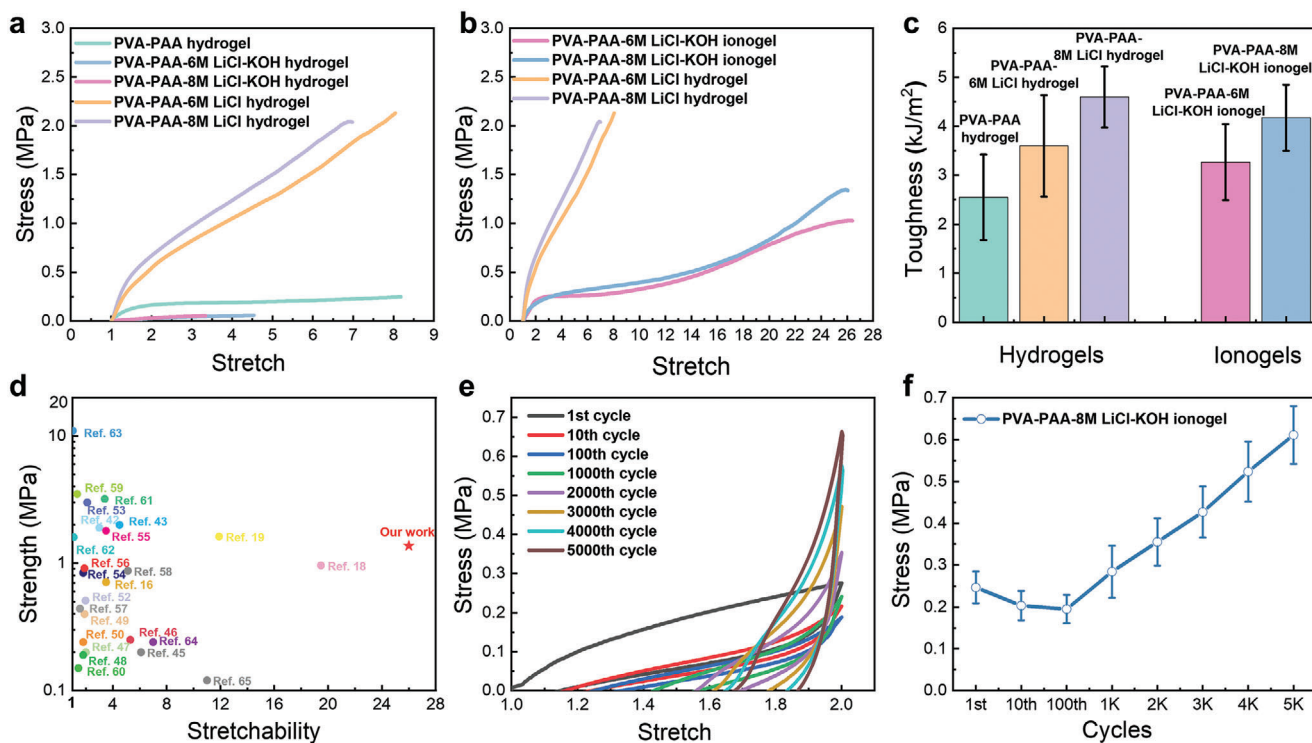 a
3.0
2.5
2.0
1.5
1.0
0.5
0.0
Stress (MPa)
PVA-PAA hydrogel
PVA-PAA-6M LiCl-KOH hydrogel
PVA-PAA-8M LiCl-KOH hydrogel
PVA-PAA-6M LiCl hydrogel
PVA-PAA-8M LiCl hydrogel
0 1 2 3 4 5 6 7 8 9
Stretch
b
3.0
2.5
2.0
1.5
1.0
0.5
0.0
Stress (MPa)
PVA-PAA-6M LiCl-KOH ionogel
PVA-PAA-8M LiCl-KOH ionogel
PVA-PAA-6M LiCl hydrogel
PVA-PAA-8M LiCl hydrogel
0 2 4 6 8 10 12 14 16 18 20 22 24 26 28
Stretch
c
6
5
4
3
2
1
0
Toughness (kJ/m²)
PVA-PAA
hydrogel
PVA-PAA-
6M LiCl hydrogel
PVA-PAA-
8M LiCl hydrogel
PVA-PAA-6M
LiCl-KOH ionogel
PVA-PAA-8M
LiCl-KOH ionogel
Hydrogels
Ionogels
d
20
10
1
0.1
Strength (MPa)
Ref. 63
Ref. 59
Ref. 61
Ref. 53
Ref. 42
Ref. 43
Ref. 55
Ref. 62
Ref. 19
Our work
Ref. 56
Ref. 54
Ref. 58
Ref. 18
Ref. 16
Ref. 52
Ref. 57
Ref. 49
Ref. 50
Ref. 46
Ref. 64
Ref. 47
Ref. 45
Ref. 48
Ref. 60
Ref. 65
1 4 8 12 16 20 24 28
Stretchability
e
0.7
0.6
0.5
0.4
0.3
0.2
0.1
0.0
Stress (MPa)
1st cycle
10th cycle
100th cycle
1000th cycle
2000th cycle
3000th cycle
4000th cycle
5000th cycle
1.0 1.2 1.4 1.6 1.8 2.0
Stretch
f
0.7
0.6
0.5
0.4
0.3
0.2
0.1
0.0
Stress (MPa)
PVA-PAA-8M LiCl-KOH ionogel
1st 10th 100th 1K 2K 3K 4K 5K
Cycles